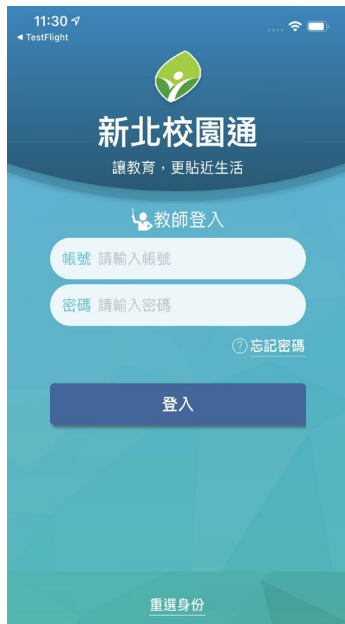 11:30
◀ TestFlight
新北校園通
讓教育，更貼近生活
教師登入
帳號 請輸入帳號
密碼 請輸入密碼
?忘記密碼
登入
重選身份